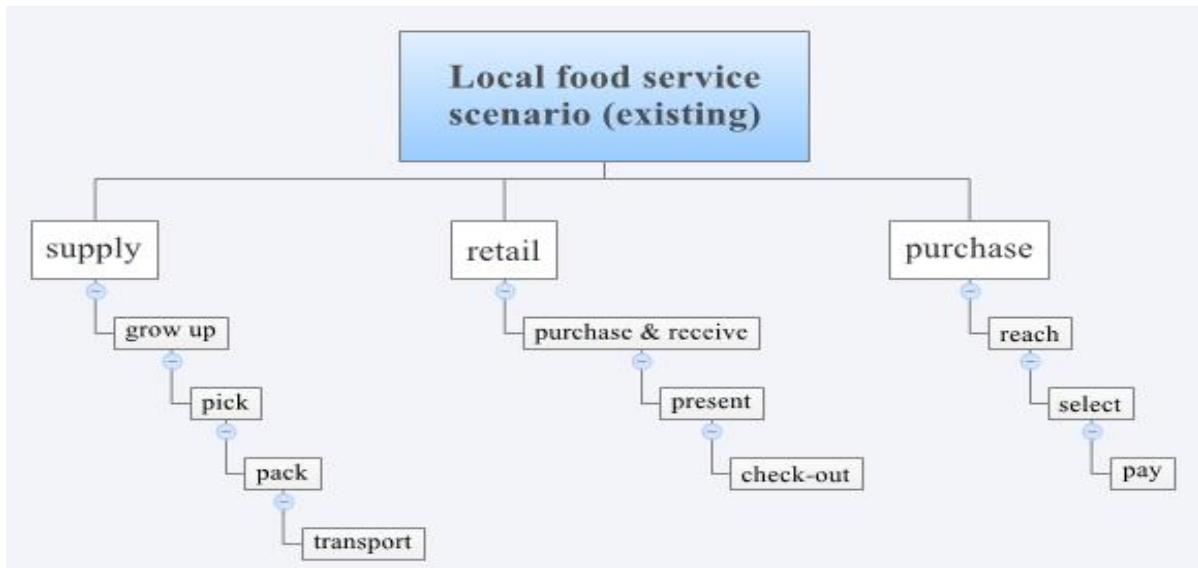 Local food service
scenario (existing)
supply
grow up
pick
pack
transport
retail
purchase & receive
present
check-out
purchase
reach
select
pay